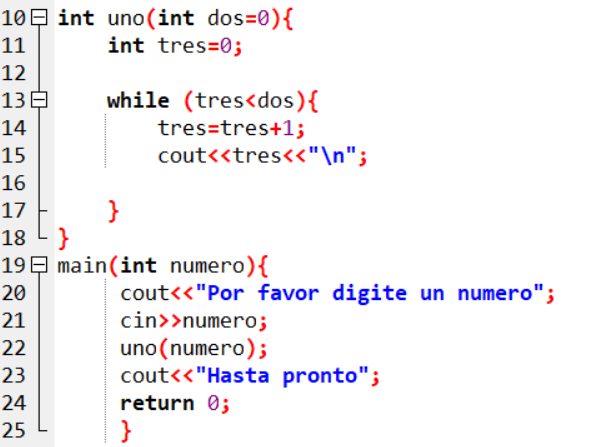 10 int uno(int dos=0){
11     int tres=0;
12
13     while (tres<dos){
14         tres=tres+1;
15         cout<<tres<<"\n";
16
17     }
18 }
19 main(int numero){
20      cout<<"Por favor digite un numero";
21      cin>>numero;
22      uno(numero);
23      cout<<"Hasta pronto";
24      return 0;
25      }